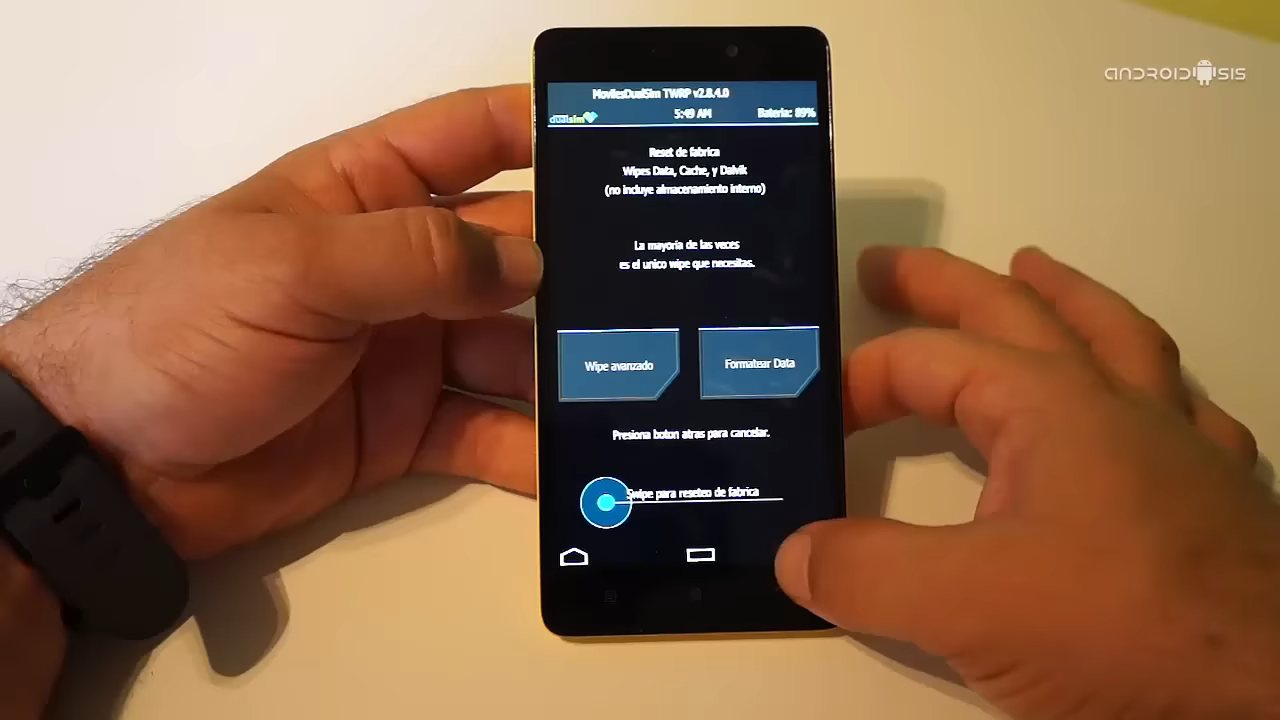 ANDROIDSIS
MovilesDualSim TWRP v2.8.4.0
dualsim
5:49 AM
Bateria: 89%
Reset de fabrica
Wipes Data, Cache, y Dalvik
(no incluye almacenamiento interno)
La mayoría de las veces
es el unico wipe que necesitas.
Wipe avanzado
Formatear Data
Presiona boton atras para cancelar.
Swipe para reseteo de fabrica